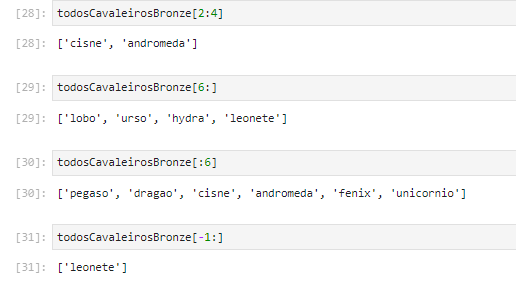 [28]: todosCavaleirosBronze[2:4]
[28]: ['cisne', 'andromeda']
[29]: todosCavaleirosBronze[6:]
[29]: ['lobo', 'urso', 'hydra', 'leonete']
[30]: todosCavaleirosBronze[:6]
[30]: ['pegaso', 'dragao', 'cisne', 'andromeda', 'fenix', 'unicornio']
[31]: todosCavaleirosBronze[-1:]
[31]: ['leonete']